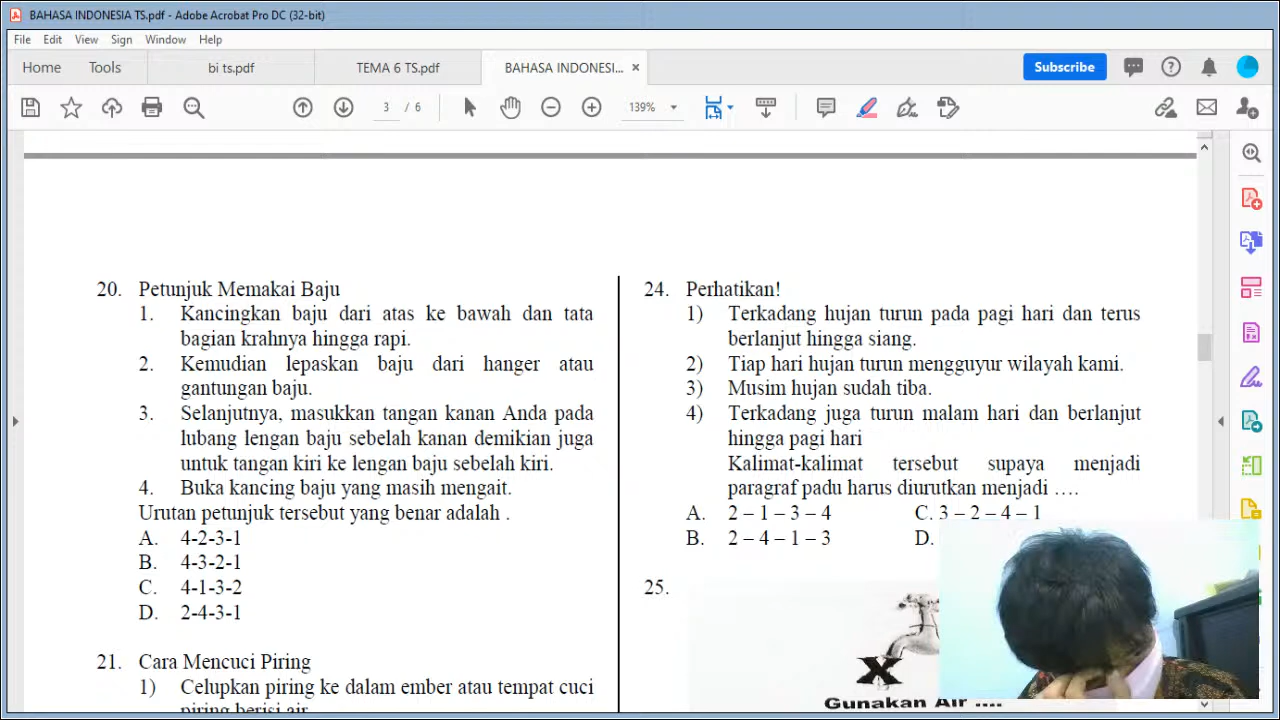 BAHASA INDONESIA TS.pdf - Adobe Acrobat Pro DC (32-bit)
File Edit View Sign Window Help
Home Tools bi ts.pdf TEMA 6 TS.pdf BAHASA INDONESI... ×
Subscribe
3 / 6 139%
20. Petunjuk Memakai Baju
1. Kancingkan baju dari atas ke bawah dan tata
bagian krahnya hingga rapi.
2. Kemudian lepaskan baju dari hanger atau
gantungan baju.
3. Selanjutnya, masukkan tangan kanan Anda pada
lubang lengan baju sebelah kanan demikian juga
untuk tangan kiri ke lengan baju sebelah kiri.
4. Buka kancing baju yang masih mengait.
Urutan petunjuk tersebut yang benar adalah .
A. 4-2-3-1
B. 4-3-2-1
C. 4-1-3-2
D. 2-4-3-1
21. Cara Mencuci Piring
1) Celupkan piring ke dalam ember atau tempat cuci
piring berisi air
24. Perhatikan!
1) Terkadang hujan turun pada pagi hari dan terus
berlanjut hingga siang.
2) Tiap hari hujan turun mengguyur wilayah kami.
3) Musim hujan sudah tiba.
4) Terkadang juga turun malam hari dan berlanjut
hingga pagi hari
Kalimat-kalimat tersebut supaya menjadi
paragraf padu harus diurutkan menjadi ….
A. 2 – 1 – 3 – 4 C. 3 – 2 – 4 – 1
B. 2 – 4 – 1 – 3 D.
25.
X
Gunakan Air ....